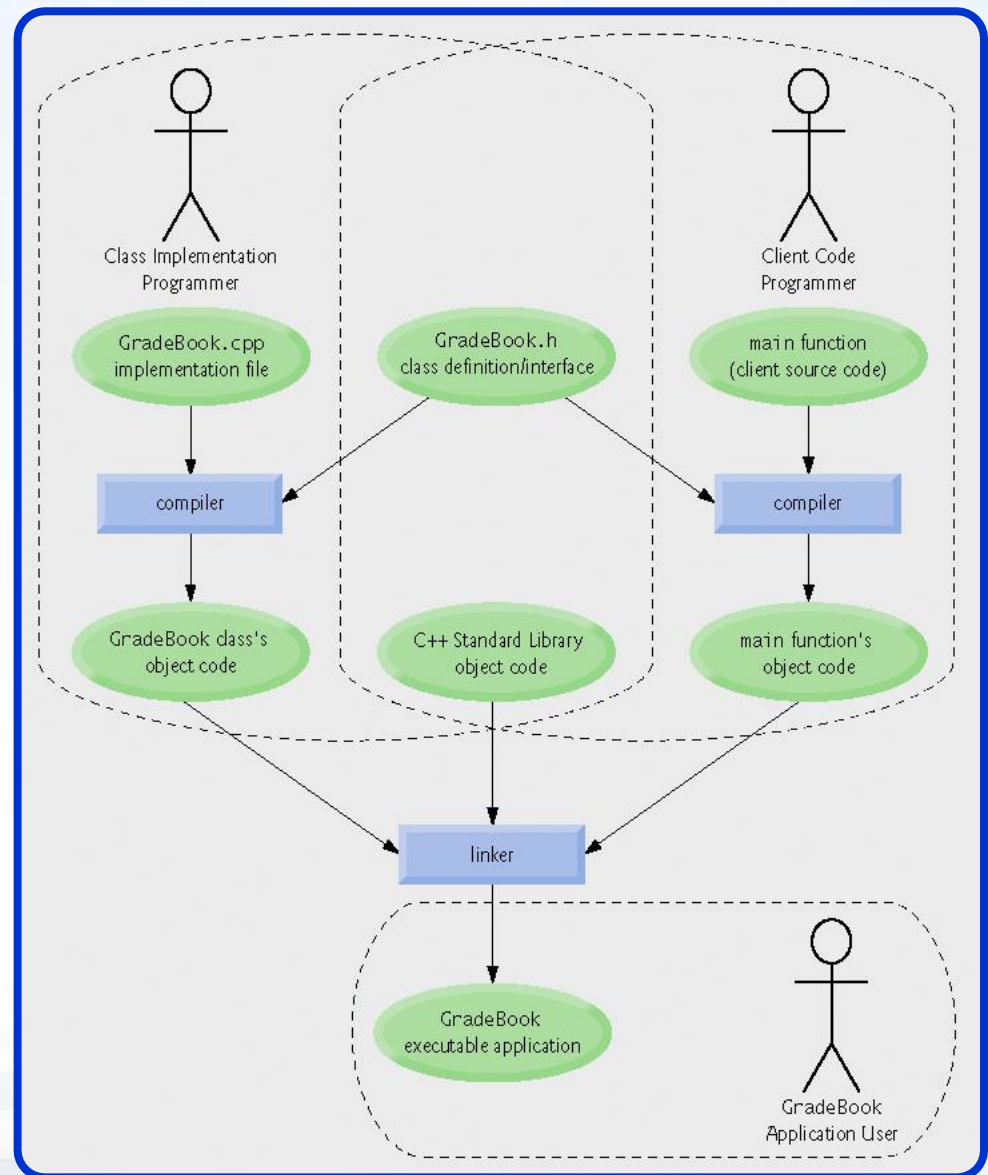 Class Implementation
Programmer
Client Code
Programmer
GradeBook.cpp
implementation file
GradeBook.h
class definition/interface
main function
(client source code)
compiler
compiler
GradeBook class's
object code
C++ Standard Library
object code
main function's
object code
linker
GradeBook
executable application
GradeBook
Application User